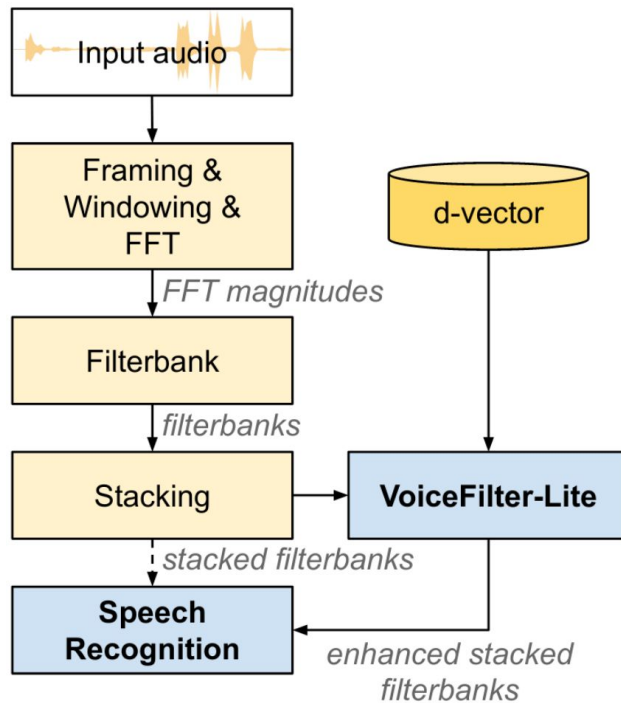 Input audio
Framing &
Windowing &
FFT
d-vector
FFT magnitudes
Filterbank
filterbanks
Stacking
VoiceFilter-Lite
stacked filterbanks
Speech
Recognition
enhanced stacked
filterbanks